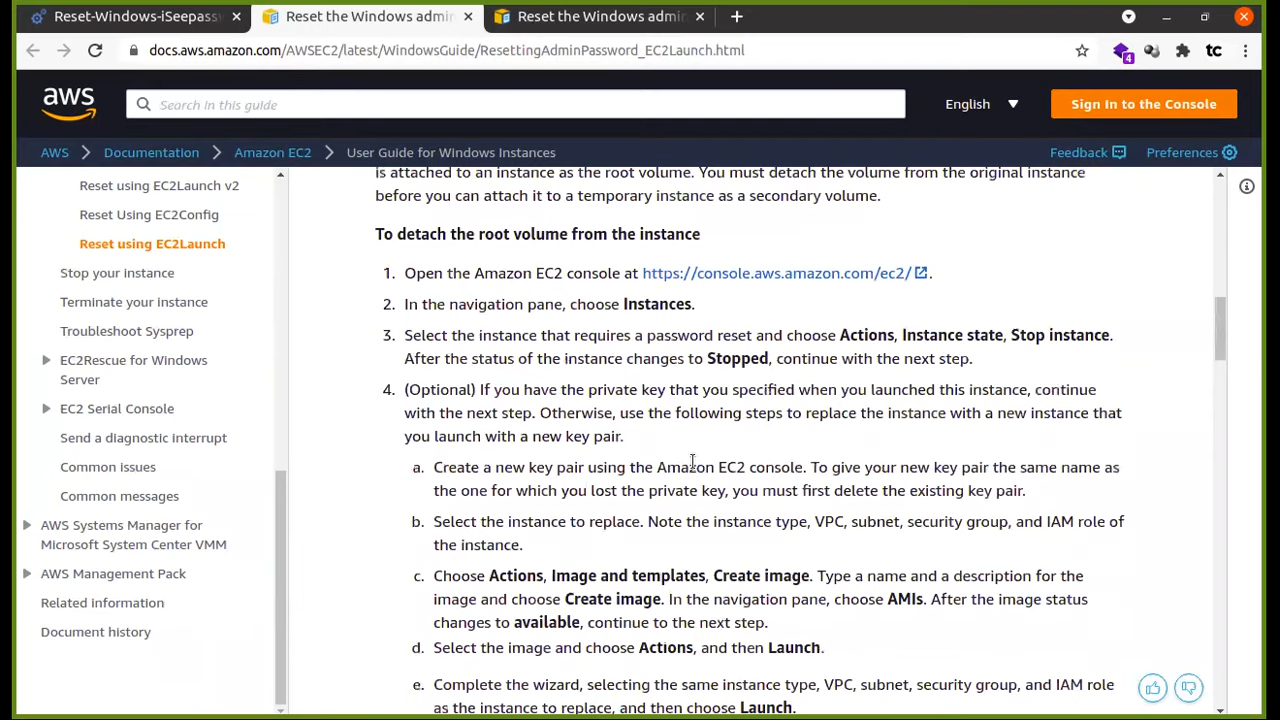 Reset-Windows-iSeepass
Reset the Windows admin
Reset the Windows admin
docs.aws.amazon.com/AWSEC2/latest/WindowsGuide/ResettingAdminPassword_EC2Launch.html
4
tc
aws
Search in this guide
English
Sign In to the Console
AWS
Documentation
Amazon EC2
User Guide for Windows Instances
Feedback
Preferences
Reset using EC2Launch v2
Reset Using EC2Config
Reset using EC2Launch
Stop your instance
Terminate your instance
Troubleshoot Sysprep
EC2Rescue for Windows
Server
EC2 Serial Console
Send a diagnostic interrupt
Common issues
Common messages
AWS Systems Manager for
Microsoft System Center VMM
AWS Management Pack
Related information
Document history
is attached to an instance as the root volume. You must detach the volume from the original instance
before you can attach it to a temporary instance as a secondary volume.
To detach the root volume from the instance
1. Open the Amazon EC2 console at https://console.aws.amazon.com/ec2/.
2. In the navigation pane, choose Instances.
3. Select the instance that requires a password reset and choose Actions, Instance state, Stop instance.
After the status of the instance changes to Stopped, continue with the next step.
4. (Optional) If you have the private key that you specified when you launched this instance, continue
with the next step. Otherwise, use the following steps to replace the instance with a new instance that
you launch with a new key pair.
a. Create a new key pair using the Amazon EC2 console. To give your new key pair the same name as
the one for which you lost the private key, you must first delete the existing key pair.
b. Select the instance to replace. Note the instance type, VPC, subnet, security group, and IAM role of
the instance.
c. Choose Actions, Image and templates, Create image. Type a name and a description for the
image and choose Create image. In the navigation pane, choose AMIs. After the image status
changes to available, continue to the next step.
d. Select the image and choose Actions, and then Launch.
e. Complete the wizard, selecting the same instance type, VPC, subnet, security group, and IAM role
as the instance to replace, and then choose Launch.